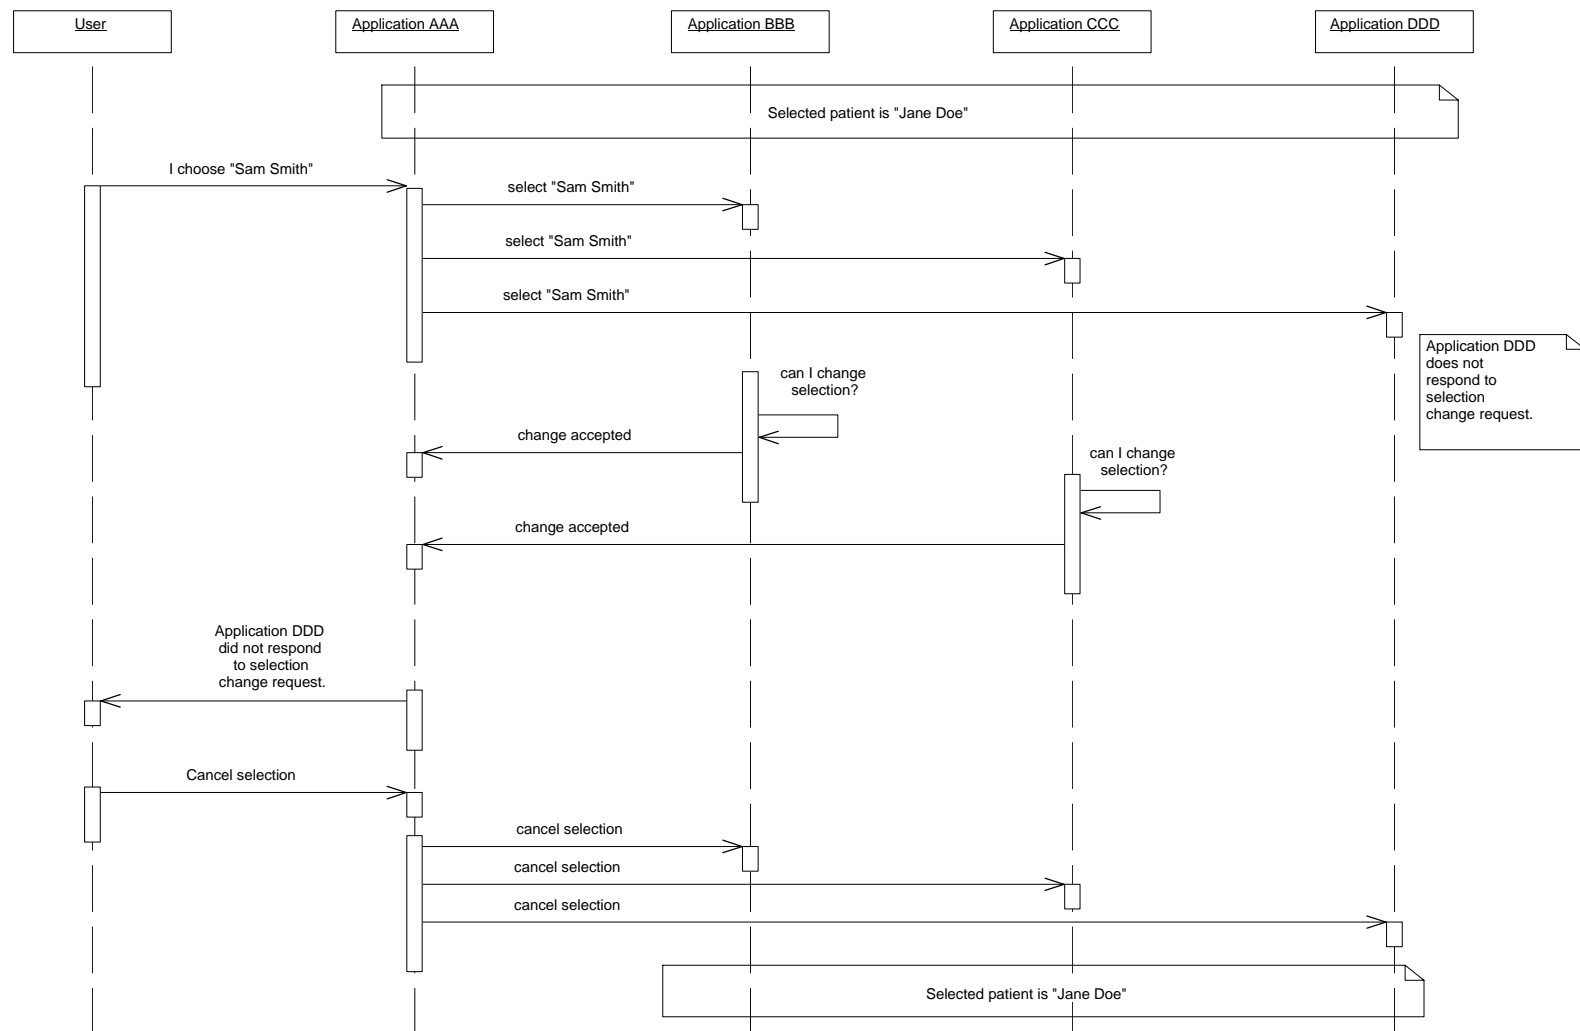 User
Application AAA
Application BBB
Application CCC
Application DDD
Selected patient is "Jane Doe"
I choose "Sam Smith"
select "Sam Smith"
select "Sam Smith"
select "Sam Smith"
Application DDD
does not
respond to
selection
change request.
can I change
selection?
change accepted
can I change
selection?
change accepted
Application DDD
did not respond
to selection
change request.
Cancel selection
cancel selection
cancel selection
cancel selection
Selected patient is "Jane Doe"